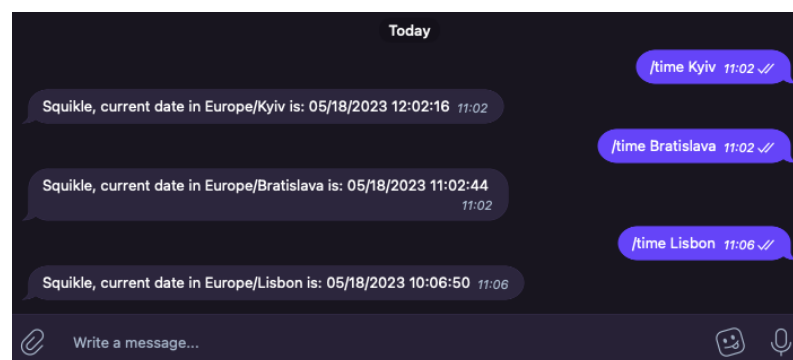 Today
/time Kyiv 11:02
Squikle, current date in Europe/Kyiv is: 05/18/2023 12:02:16 11:02
/time Bratislava 11:02
Squikle, current date in Europe/Bratislava is: 05/18/2023 11:02:44
11:02
/time Lisbon 11:06
Squikle, current date in Europe/Lisbon is: 05/18/2023 10:06:50 11:06
Write a message...